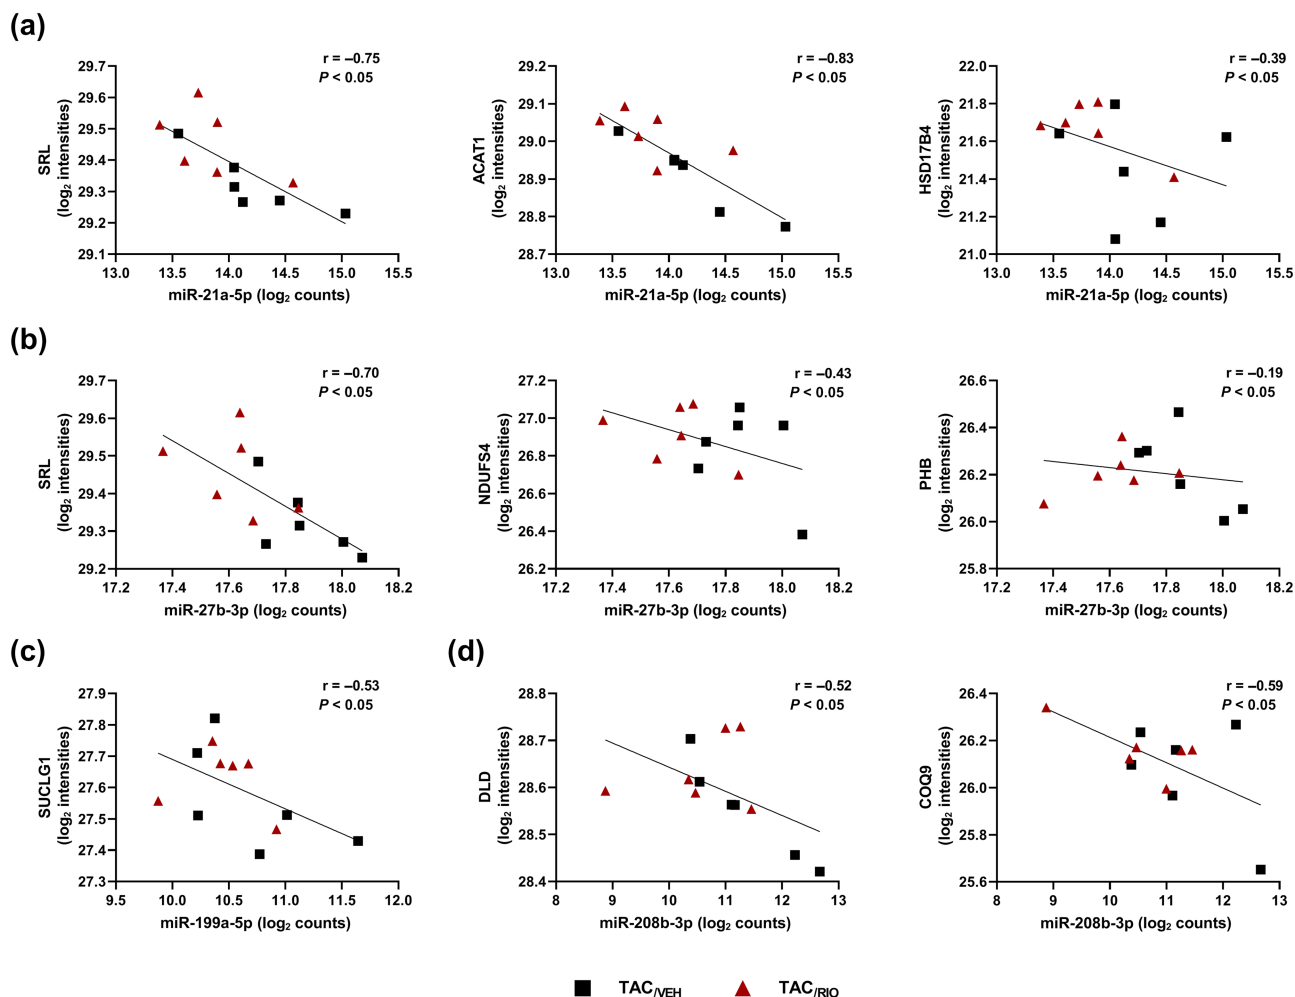 (a)
r = –0.75
P < 0.05
29.7
29.6
29.5
29.4
29.3
29.2
29.1
SRL
(log₂ intensities)
13.0 13.5 14.0 14.5 15.0 15.5
miR-21a-5p (log₂ counts)
r = –0.83
P < 0.05
29.2
29.1
29.0
28.9
28.8
28.7
ACAT1
(log₂ intensities)
13.0 13.5 14.0 14.5 15.0 15.5
miR-21a-5p (log₂ counts)
r = –0.39
P < 0.05
22.0
21.8
21.6
21.4
21.2
21.0
HSD17B4
(log₂ intensities)
13.0 13.5 14.0 14.5 15.0 15.5
miR-21a-5p (log₂ counts)
(b)
r = –0.70
P < 0.05
29.7
29.6
29.5
29.4
29.3
29.2
SRL
(log₂ intensities)
17.2 17.4 17.6 17.8 18.0 18.2
miR-27b-3p (log₂ counts)
r = –0.43
P < 0.05
27.2
27.0
26.8
26.6
26.4
26.2
NDUFS4
(log₂ intensities)
17.2 17.4 17.6 17.8 18.0 18.2
miR-27b-3p (log₂ counts)
r = –0.19
P < 0.05
26.6
26.4
26.2
26.0
25.8
PHB
(log₂ intensities)
17.2 17.4 17.6 17.8 18.0 18.2
miR-27b-3p (log₂ counts)
(c)
r = –0.53
P < 0.05
27.9
27.8
27.7
27.6
27.5
27.4
27.3
SUCLG1
(log₂ intensities)
9.5 10.0 10.5 11.0 11.5 12.0
miR-199a-5p (log₂ counts)
(d)
r = –0.52
P < 0.05
28.8
28.7
28.6
28.5
28.4
DLD
(log₂ intensities)
8 9 10 11 12 13
miR-208b-3p (log₂ counts)
r = –0.59
P < 0.05
26.4
26.2
26.0
25.8
25.6
COQ9
(log₂ intensities)
8 9 10 11 12 13
miR-208b-3p (log₂ counts)
TAC/VEH TAC/RIO